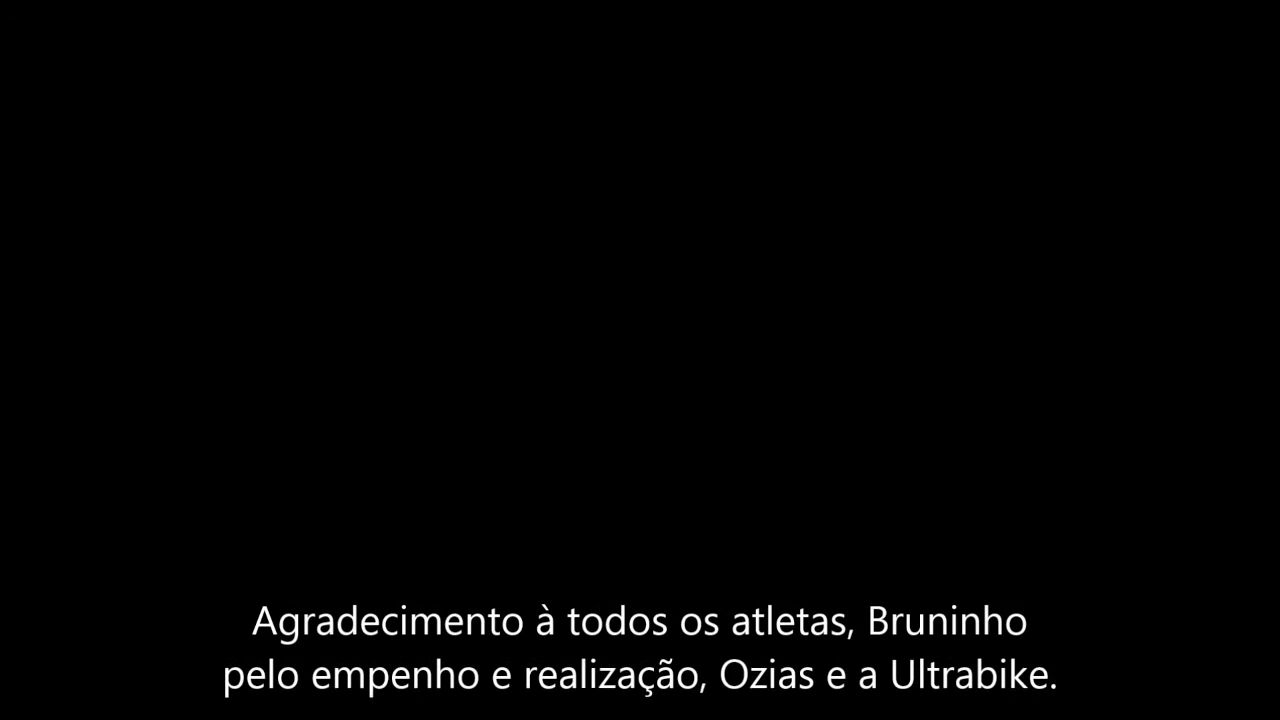 Agradecimento à todos os atletas, Bruninho
pelo empenho e realização, Ozias e a Ultrabike.